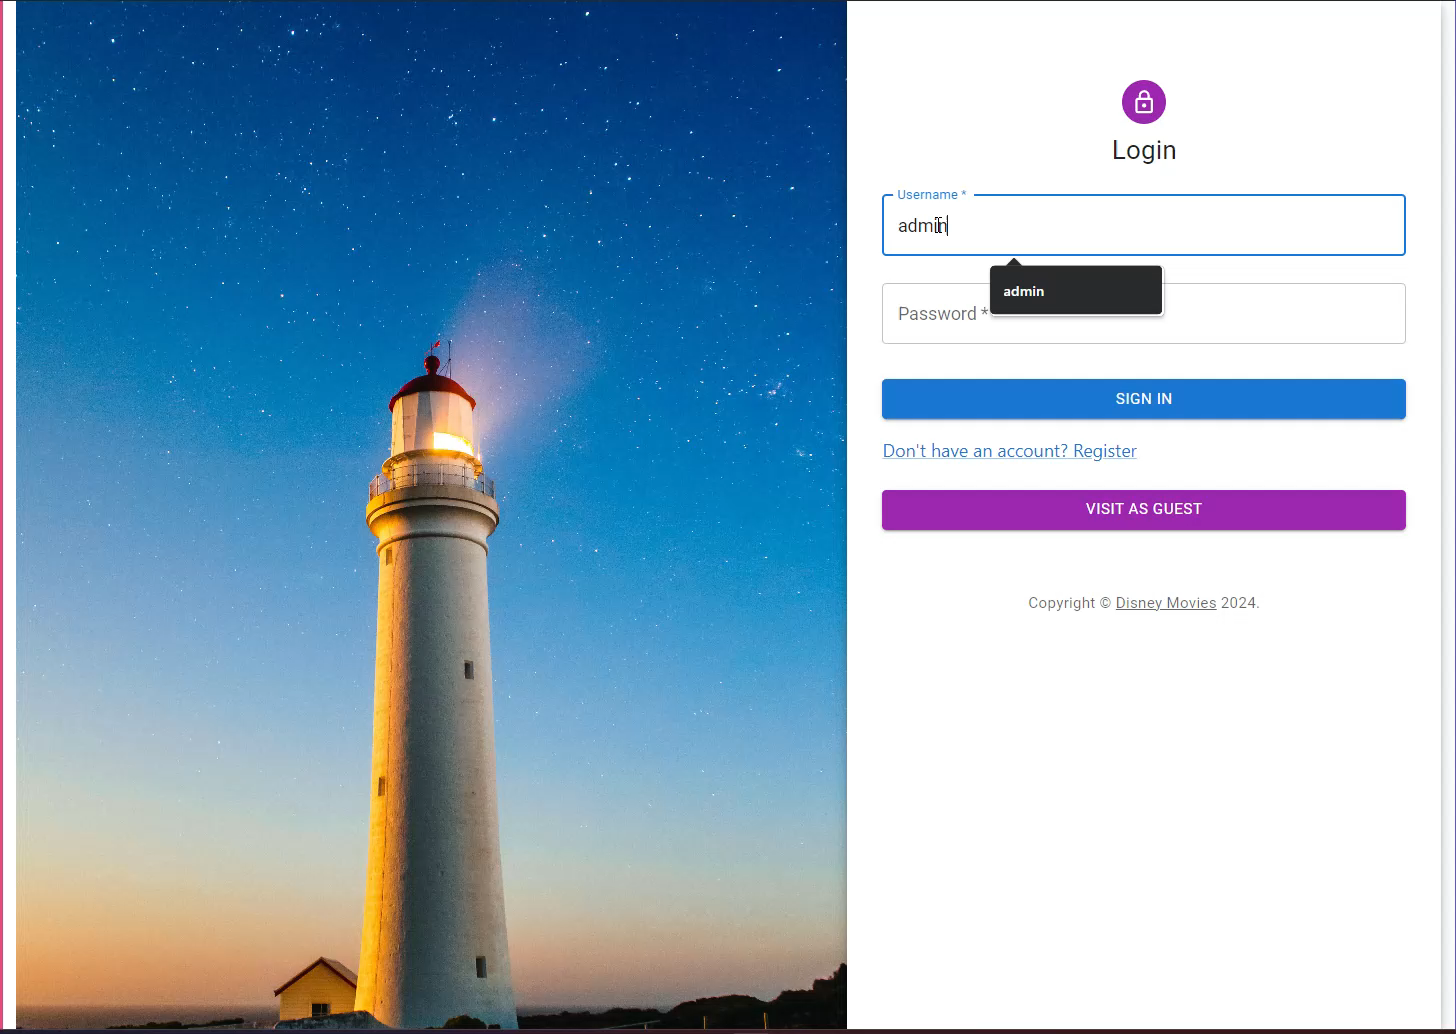 Login
Username *
admin
admin
Password *
SIGN IN
Don't have an account? Register
VISIT AS GUEST
Copyright © Disney Movies 2024.